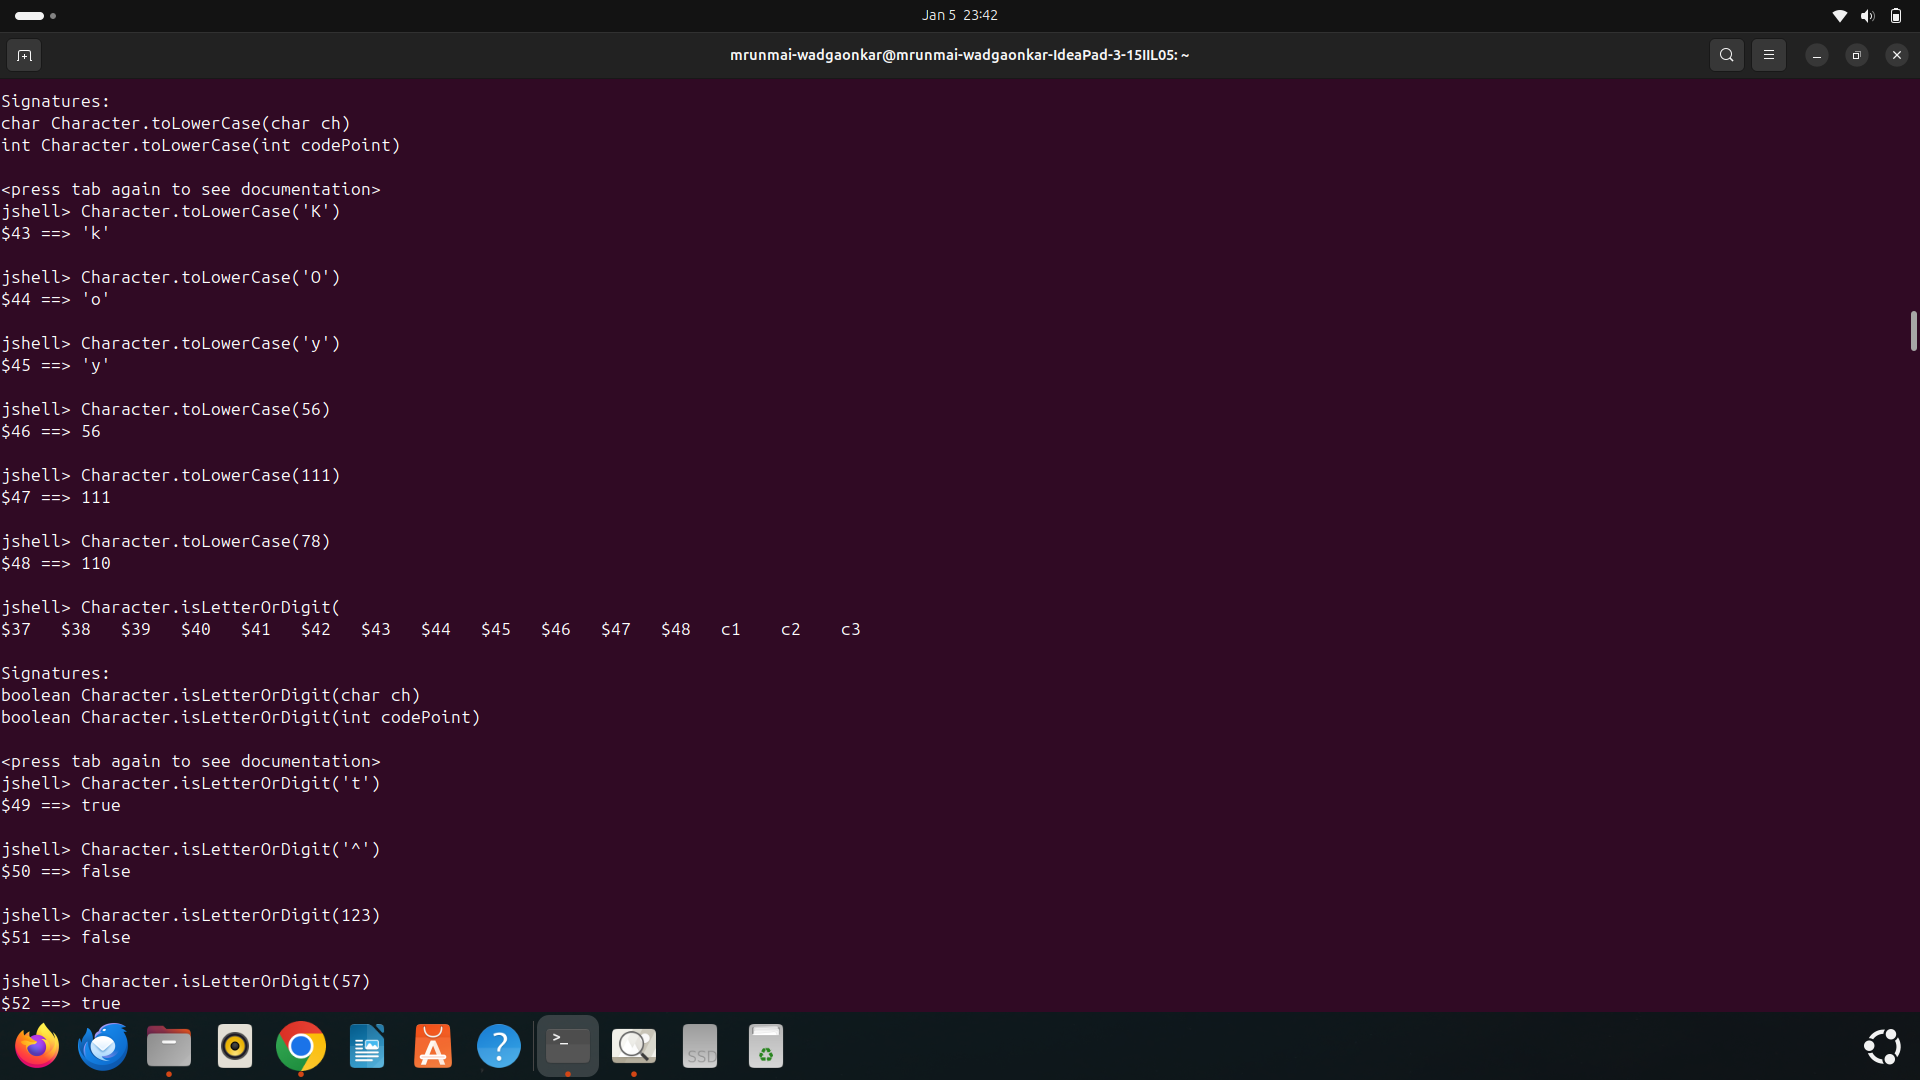 Jan 5 23:42
mrunmai-wadgaonkar@mrunmai-wadgaonkar-IdeaPad-3-15IIL05: ~
Signatures:
char Character.toLowerCase(char ch)
int Character.toLowerCase(int codePoint)
<press tab again to see documentation>
jshell> Character.toLowerCase('K')
$43 ==> 'k'
jshell> Character.toLowerCase('O')
$44 ==> 'o'
jshell> Character.toLowerCase('y')
$45 ==> 'y'
jshell> Character.toLowerCase(56)
$46 ==> 56
jshell> Character.toLowerCase(111)
$47 ==> 111
jshell> Character.toLowerCase(78)
$48 ==> 110
jshell> Character.isLetterOrDigit(
$37 $38 $39 $40 $41 $42 $43 $44 $45 $46 $47 $48 c1 c2 c3
Signatures:
boolean Character.isLetterOrDigit(char ch)
boolean Character.isLetterOrDigit(int codePoint)
<press tab again to see documentation>
jshell> Character.isLetterOrDigit('t')
$49 ==> true
jshell> Character.isLetterOrDigit('^')
$50 ==> false
jshell> Character.isLetterOrDigit(123)
$51 ==> false
jshell> Character.isLetterOrDigit(57)
$52 ==> true
SSD